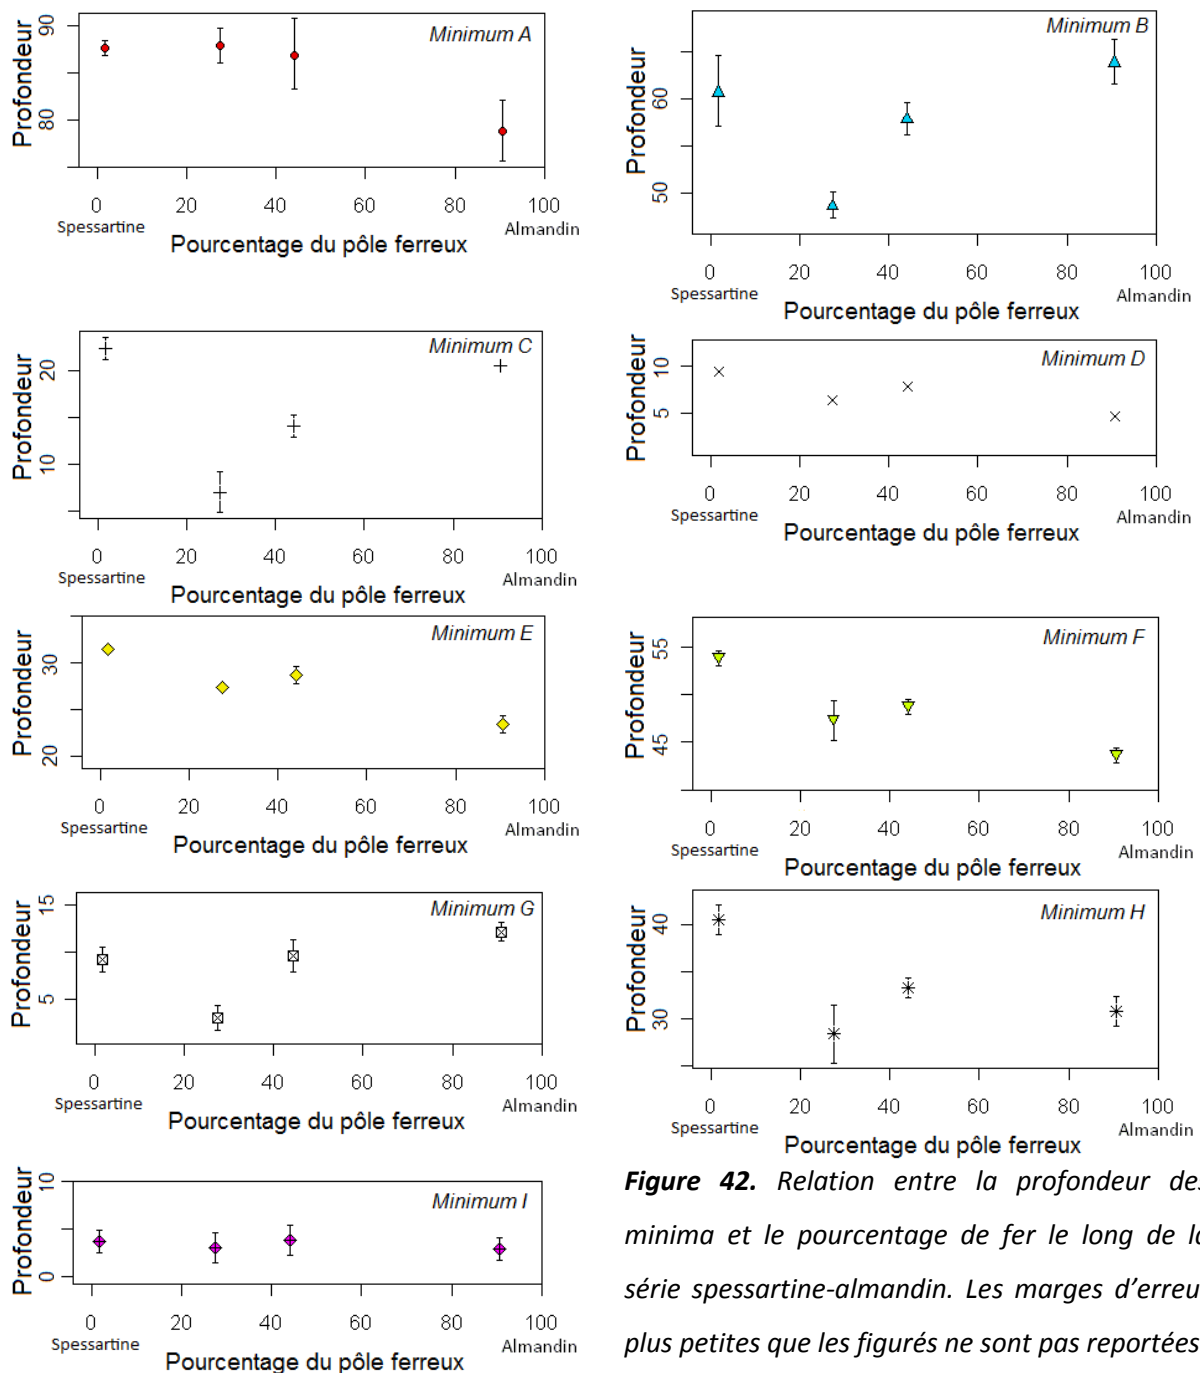 Minimum A
Profondeur
90
80
0 20 40 60 80 100
Spessartine Almandin
Pourcentage du pôle ferreux
Minimum B
Profondeur
60
50
0 20 40 60 80 100
Spessartine Almandin
Pourcentage du pôle ferreux
Minimum C
Profondeur
20
10
0 20 40 60 80 100
Spessartine Almandin
Pourcentage du pôle ferreux
Minimum D
Profondeur
10
5
0 20 40 60 80 100
Spessartine Almandin
Pourcentage du pôle ferreux
Minimum E
Profondeur
30
20
0 20 40 60 80 100
Spessartine Almandin
Pourcentage du pôle ferreux
Minimum F
Profondeur
55
45
0 20 40 60 80 100
Spessartine Almandin
Pourcentage du pôle ferreux
Minimum G
Profondeur
15
5
0 20 40 60 80 100
Spessartine Almandin
Pourcentage du pôle ferreux
Minimum H
Profondeur
40
30
0 20 40 60 80 100
Spessartine Almandin
Pourcentage du pôle ferreux
Minimum I
Profondeur
10
0
0 20 40 60 80 100
Spessartine Almandin
Pourcentage du pôle ferreux
Figure 42. Relation entre la profondeur des
minima et le pourcentage de fer le long de la
série spessartine-almandin. Les marges d'erreu
plus petites que les figurés ne sont pas reportées